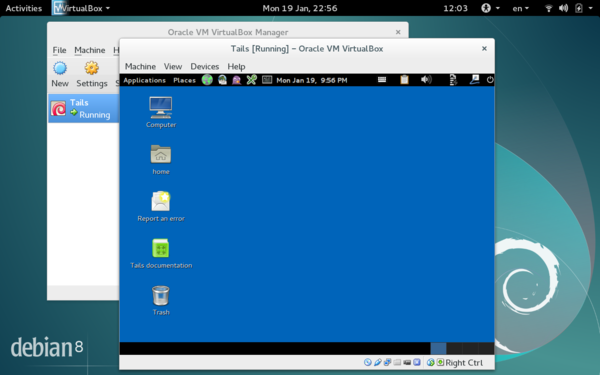 Activities VirtualBox Mon 19 Jan, 22:56 12:03 en
Oracle VM VirtualBox Manager
File Machine H
New Settings S
Tails
Running
Tails [Running] – Oracle VM VirtualBox
Machine View Devices Help
Applications Places Mon Jan 19, 9:56 PM
Computer
home
Report an error
Tails documentation
Trash
Right Ctrl
debian 8